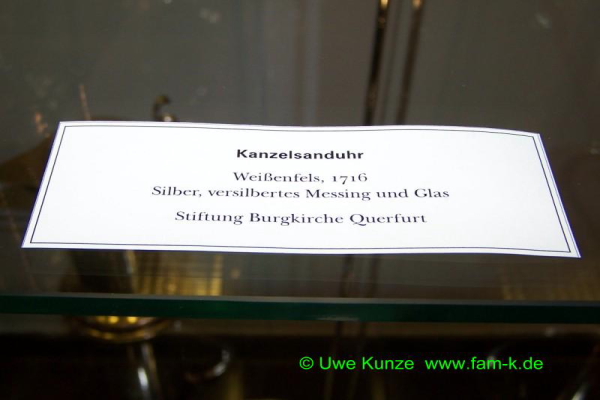 Kanzelsanduhr
Weißenfels, 1716
Silber, versilbertes Messing und Glas
Stiftung Burgkirche Querfurt
© Uwe Kunze www.fam-k.de